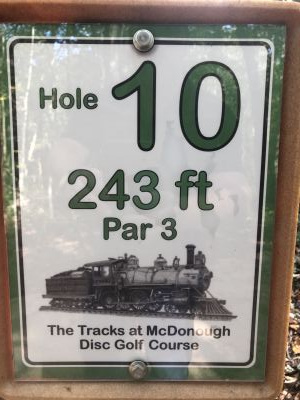 Hole 10
243 ft
Par 3
The Tracks at McDonough
Disc Golf Course